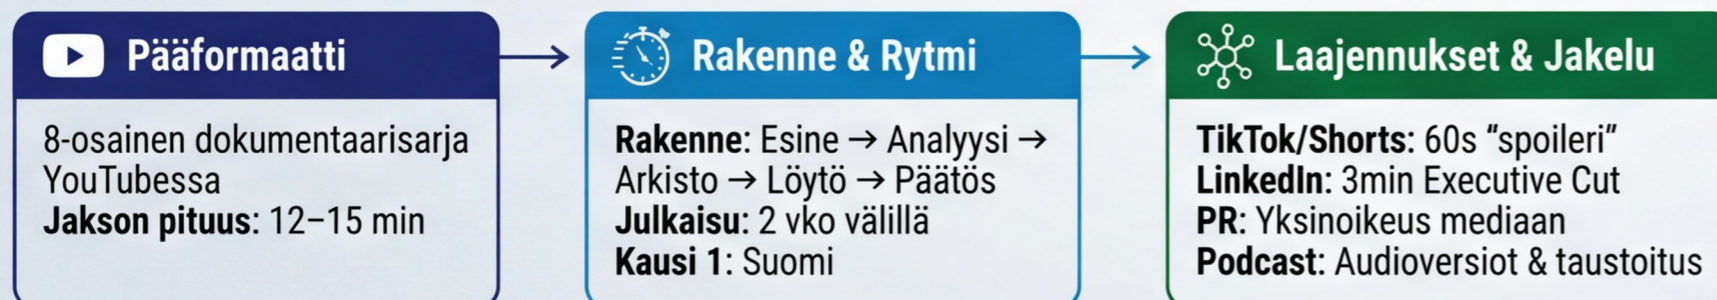 Pääformaatti
8-osainen dokumentaarisarja
YouTubessa
Jakson pituus: 12–15 min
Rakenne & Rytmi
Rakenne: Esine → Analyysi →
Arkisto → Löytö → Päätös
Julkaisu: 2 vko välillä
Kausi 1: Suomi
Laajennukset & Jakelu
TikTok/Shorts: 60s “spoileri”
LinkedIn: 3min Executive Cut
PR: Yksinoikeus mediaan
Podcast: Audioversiot & taustoitus